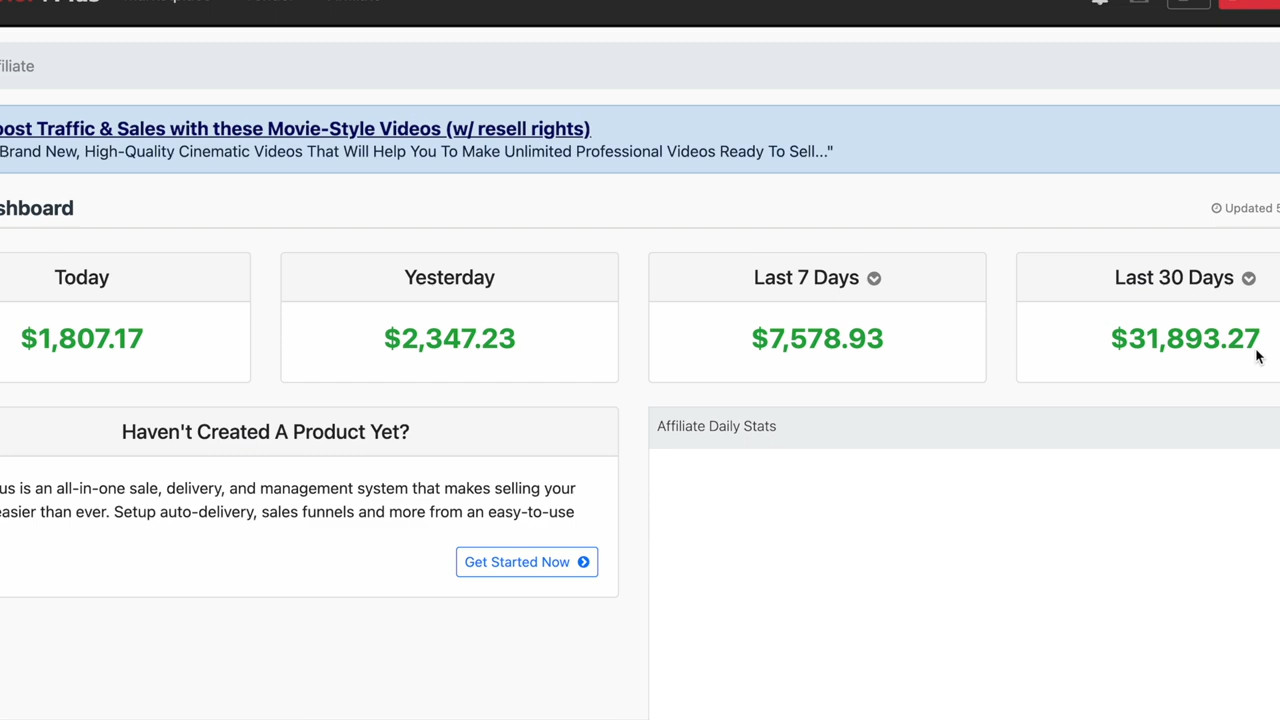 filiate
oost Traffic & Sales with these Movie-Style Videos (w/ resell rights)
Brand New, High-Quality Cinematic Videos That Will Help You To Make Unlimited Professional Videos Ready To Sell..."
shboard
Updated 5
Today
Yesterday
Last 7 Days
Last 30 Days
$1,807.17
$2,347.23
$7,578.93
$31,893.27
Haven't Created A Product Yet?
Affiliate Daily Stats
us is an all-in-one sale, delivery, and management system that makes selling your
easier than ever. Setup auto-delivery, sales funnels and more from an easy-to-use
Get Started Now